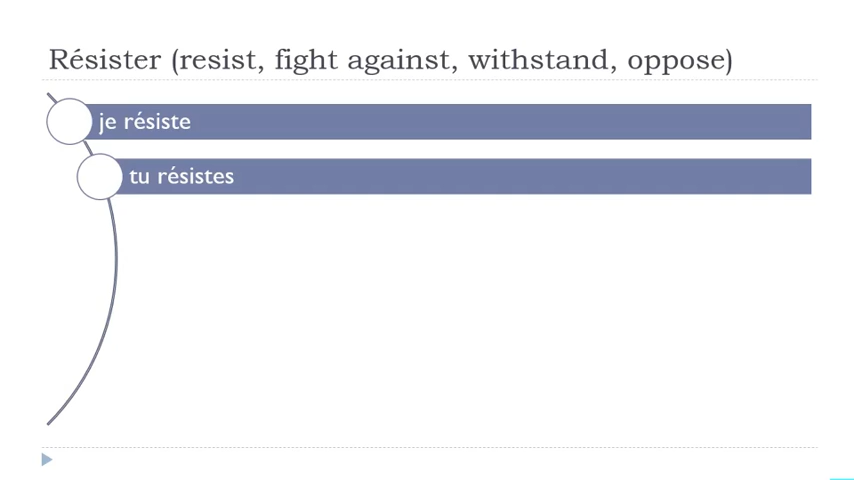 Résister (resist, fight against, withstand, oppose)
je résiste
tu résistes